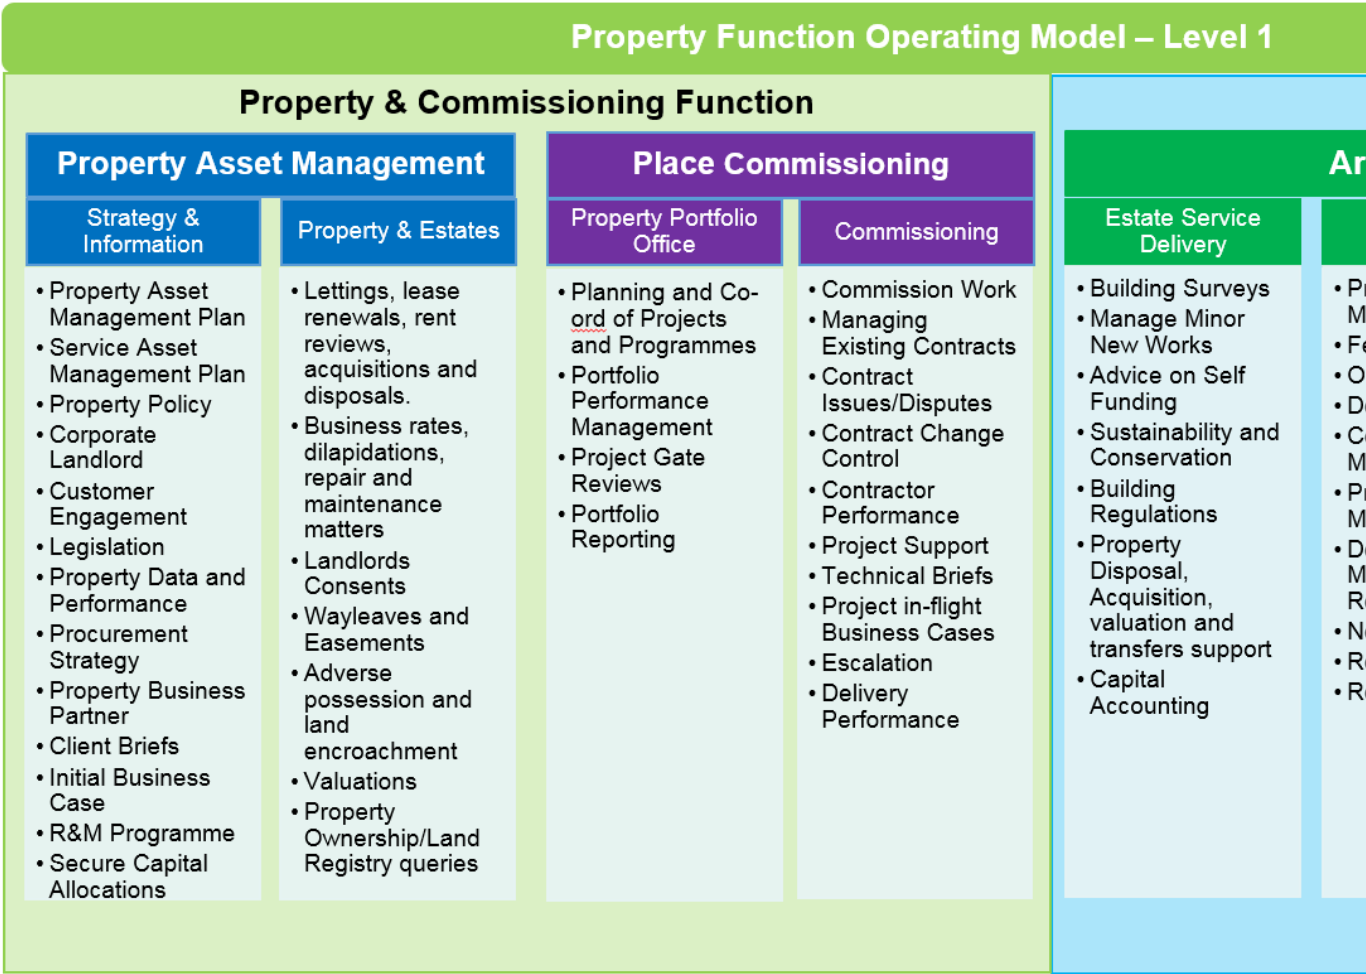 Property Function Operating Model – Level 1
Property & Commissioning Function
Property Asset Management
Strategy &
Information
• Property Asset
Management Plan
• Service Asset
Management Plan
• Property Policy
• Corporate
Landlord
• Customer
Engagement
• Legislation
• Property Data and
Performance
• Procurement
Strategy
• Property Business
Partner
• Client Briefs
• Initial Business
Case
• R&M Programme
• Secure Capital
Allocations
Property & Estates
• Lettings, lease
renewals, rent
reviews,
acquisitions and
disposals.
• Business rates,
dilapidations,
repair and
maintenance
matters
• Landlords
Consents
• Wayleaves and
Easements
• Adverse
possession and
land
encroachment
• Valuations
• Property
Ownership/Land
Registry queries
Place Commissioning
Property Portfolio
Office
• Planning and Co-
ord of Projects
and Programmes
• Portfolio
Performance
Management
• Project Gate
Reviews
• Portfolio
Reporting
Commissioning
• Commission Work
• Managing
Existing Contracts
• Contract
Issues/Disputes
• Contract Change
Control
• Contractor
Performance
• Project Support
• Technical Briefs
• Project in-flight
Business Cases
• Escalation
• Delivery
Performance
Estate Service
Delivery
• Building Surveys
• Manage Minor
New Works
• Advice on Self
Funding
• Sustainability and
Conservation
• Building
Regulations
• Property
Disposal,
Acquisition,
valuation and
transfers support
• Capital
Accounting